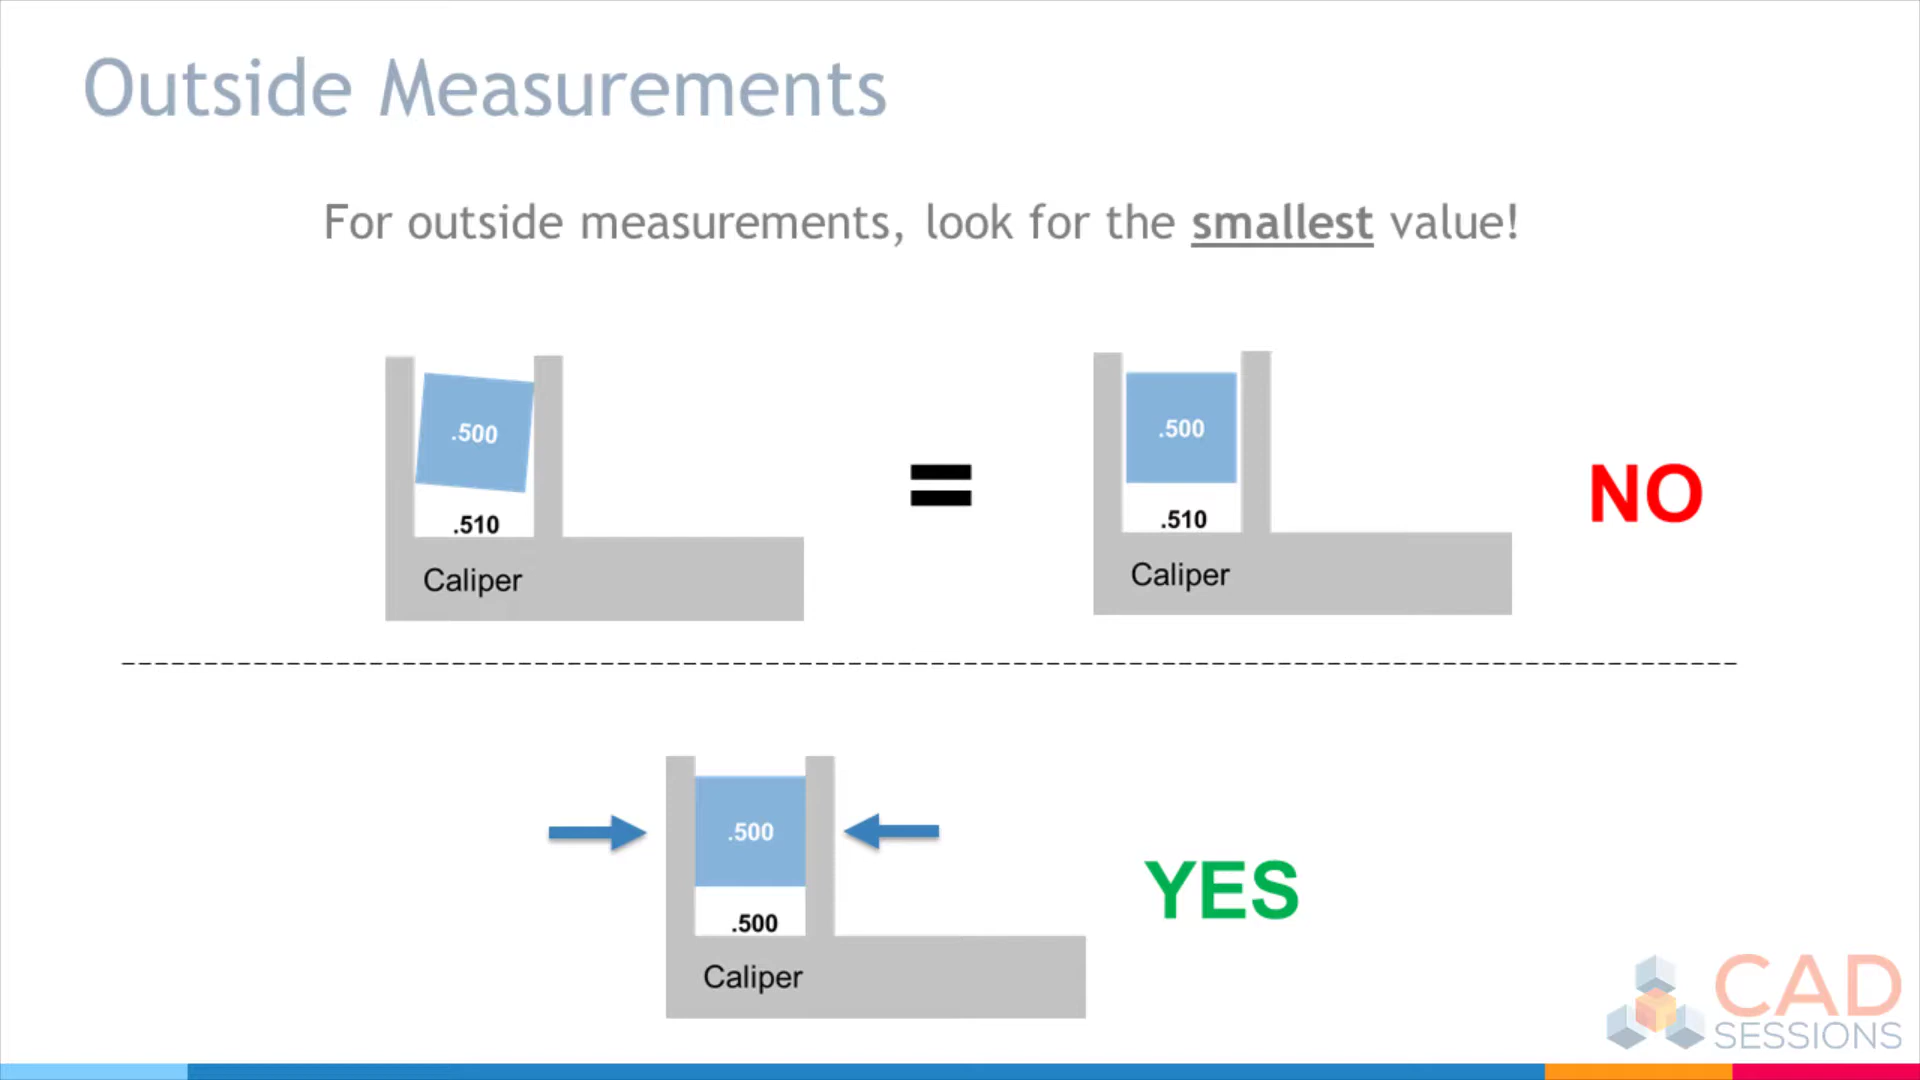 Outside Measurements
For outside measurements, look for the smallest value!
.500
.510
Caliper
=
.500
.510
Caliper
NO
.500
.500
Caliper
YES
CAD
SESSIONS